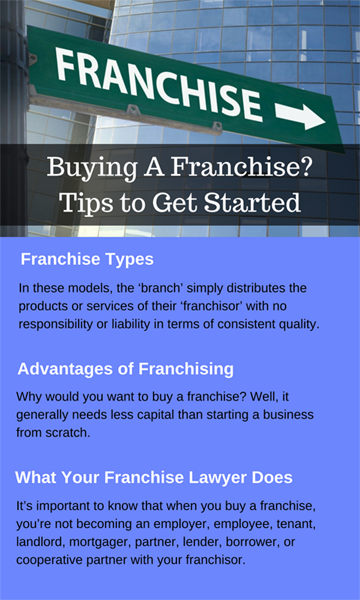 FRANCHISE
Buying A Franchise?
Tips to Get Started
Franchise Types
In these models, the ‘branch’ simply distributes the
products or services of their ‘franchisor’ with no
responsibility or liability in terms of consistent quality.
Advantages of Franchising
Why would you want to buy a franchise? Well, it
generally needs less capital than starting a business
from scratch.
What Your Franchise Lawyer Does
It’s important to know that when you buy a franchise,
you’re not becoming an employer, employee, tenant,
landlord, mortgager, partner, lender, borrower, or
cooperative partner with your franchisor.